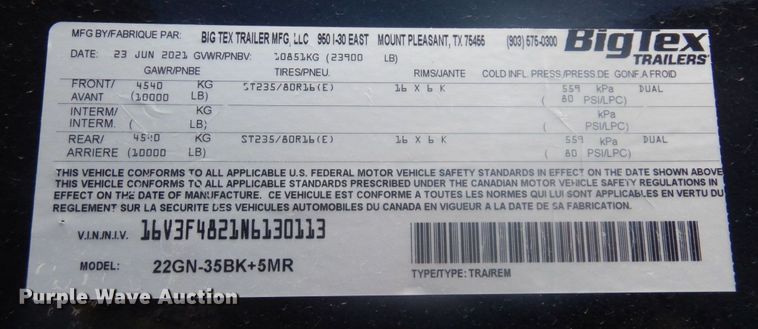 MFG BY/FABRIQUE PAR: BIG TEX TRAILER MFG, LLC 950 I-30 EAST MOUNT PLEASANT, TX 75455 (903) 575-0300 BigTex
TRAILERS
DATE: 23 JUN 2021 GVWR/PNBV: 10851KG (23900 LB)
GAWR/PNBE TIRES/PNEU. RIMS/JANTE COLD INFL. PRESS./PRESS.DE GONF.A FROID
FRONT/ 4540 KG ST235/80R16(E) 16 X 6 K 559 kPa DUAL
AVANT (10000 LB) ( 80 PSI/LPC)
INTERM/ KG kPa
INTERM. ( LB) ( PSI/LPC)
REAR/ 4540 KG ST235/80R16(E) 16 X 6 K 559 kPa DUAL
ARRIERE (10000 LB) ( 80 PSI/LPC)
THIS VEHICLE CONFORMS TO ALL APPLICABLE U.S. FEDERAL MOTOR VEHICLE SAFETY STANDARDS IN EFFECT ON THE DATE SHOWN ABOVE
THIS VEHICLE CONFORMS TO ALL APPLICABLE STANDARDS PRESCRIBED UNDER THE CANADIAN MOTOR VEHICLE SAFETY REGULATIONS IN
EFFECT ON THE DATE OF MANUFACTURE. CE VEHICULE EST CONFORME A TOUTES LES NORMES QUI LUI SONT APPLICABLES EN VERTU DU
REGLEMENT SUR LA SECURITE DES VEHICULES AUTOMOBILES DU CANADA EN VIGUEUR A LA DATE DE SA FABRICATION.
V.I.N./N.I.V. 16V3F4821N6130113
MODEL: 22GN-35BK+5MR TYPE/TYPE: TRA/REM
Purple Wave Auction